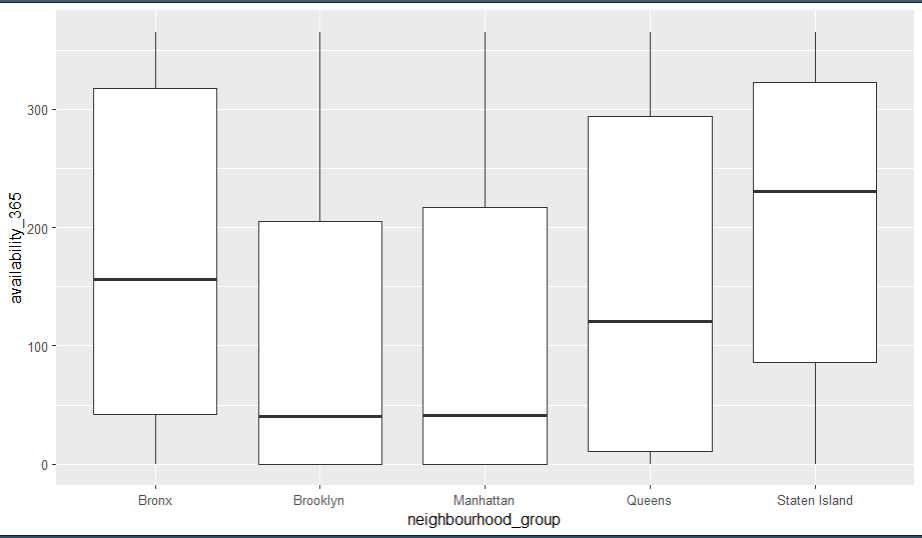 availability_365
300
200
100
0
Bronx Brooklyn Manhattan Queens Staten Island
neighbourhood_group